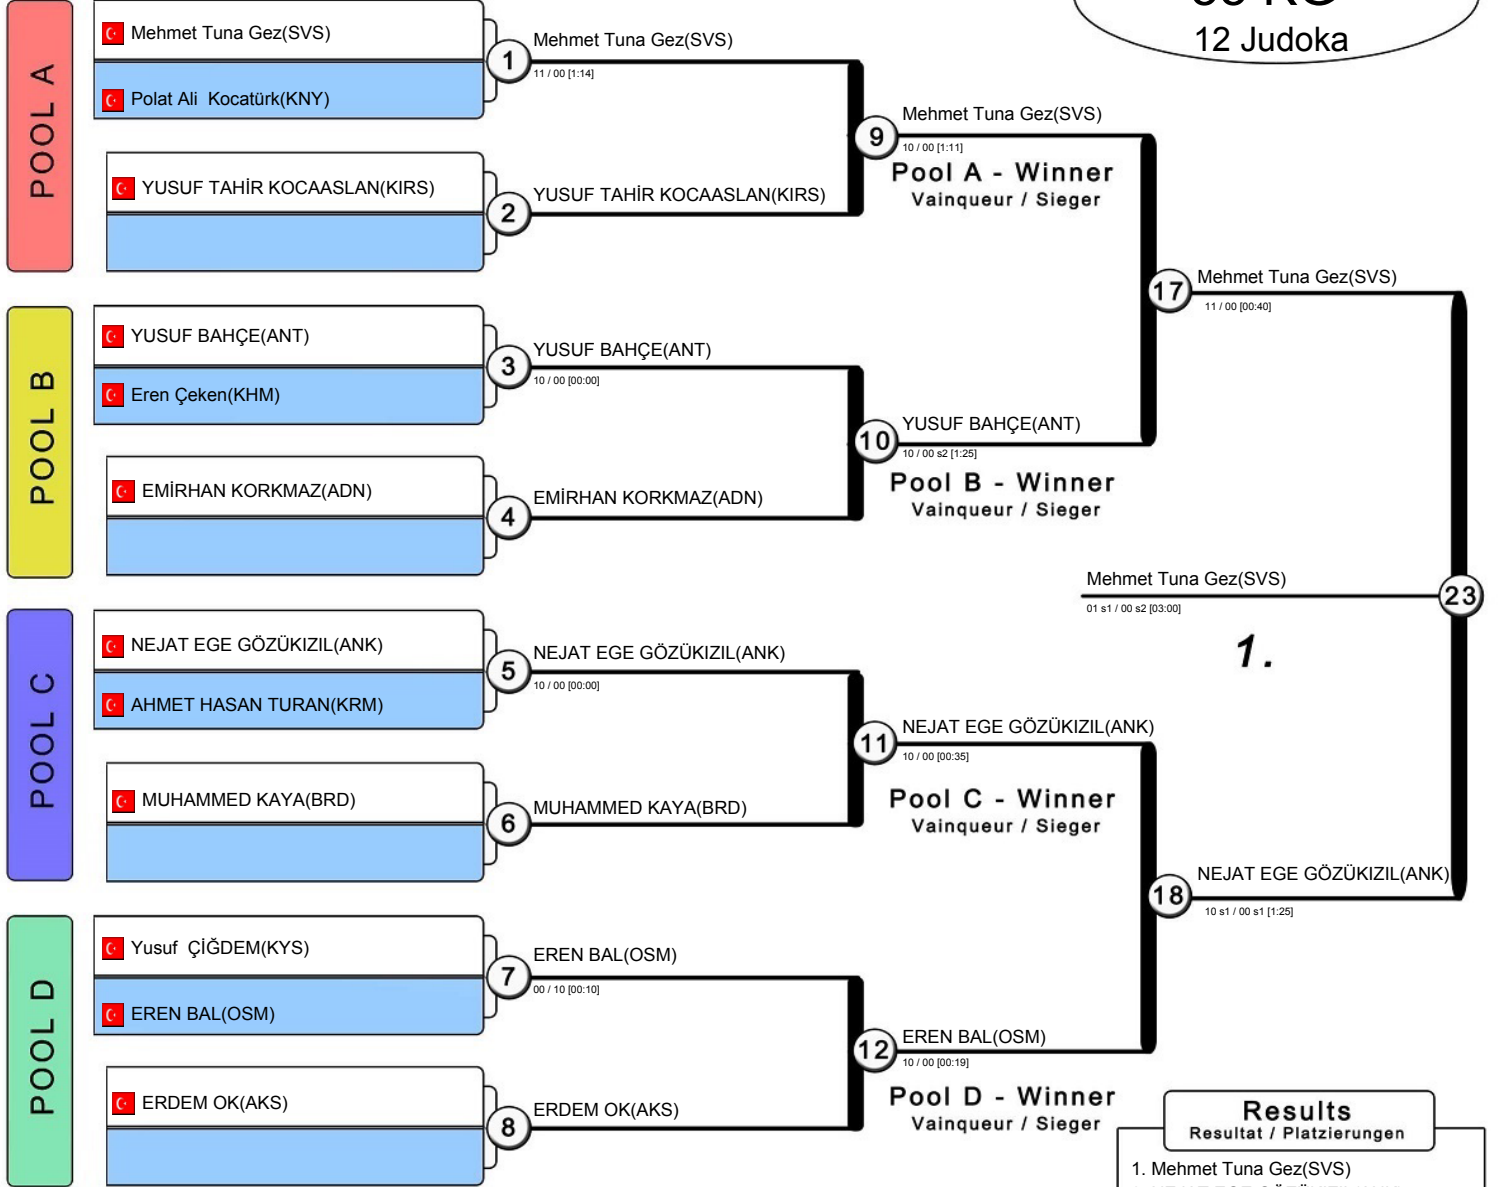 12 Judoka
POOL A
Mehmet Tuna Gez(SVS)
Polat Ali Kocatürk(KNY)
1
Mehmet Tuna Gez(SVS)
11 / 00 [1:14]
YUSUF TAHİR KOCAASLAN(KIRS)
2
YUSUF TAHİR KOCAASLAN(KIRS)
9
Mehmet Tuna Gez(SVS)
10 / 00 [1:11]
Pool A - Winner
Vainqueur / Sieger
POOL B
YUSUF BAHÇE(ANT)
Eren Çeken(KHM)
3
YUSUF BAHÇE(ANT)
10 / 00 [00:00]
EMİRHAN KORKMAZ(ADN)
4
EMİRHAN KORKMAZ(ADN)
10
YUSUF BAHÇE(ANT)
10 / 00 s2 [1:25]
Pool B - Winner
Vainqueur / Sieger
17
Mehmet Tuna Gez(SVS)
11 / 00 [00:40]
POOL C
NEJAT EGE GÖZÜKIZIL(ANK)
AHMET HASAN TURAN(KRM)
5
NEJAT EGE GÖZÜKIZIL(ANK)
10 / 00 [00:00]
MUHAMMED KAYA(BRD)
6
MUHAMMED KAYA(BRD)
11
NEJAT EGE GÖZÜKIZIL(ANK)
10 / 00 [00:35]
Pool C - Winner
Vainqueur / Sieger
POOL D
Yusuf ÇİĞDEM(KYS)
EREN BAL(OSM)
7
EREN BAL(OSM)
00 / 10 [00:10]
ERDEM OK(AKS)
8
ERDEM OK(AKS)
12
EREN BAL(OSM)
10 / 00 [00:19]
Pool D - Winner
Vainqueur / Sieger
18
NEJAT EGE GÖZÜKIZIL(ANK)
10 s1 / 00 s1 [1:25]
23
Mehmet Tuna Gez(SVS)
01 s1 / 00 s2 [03:00]
1.
Results
Resultat / Platzierungen
1. Mehmet Tuna Gez(SVS)